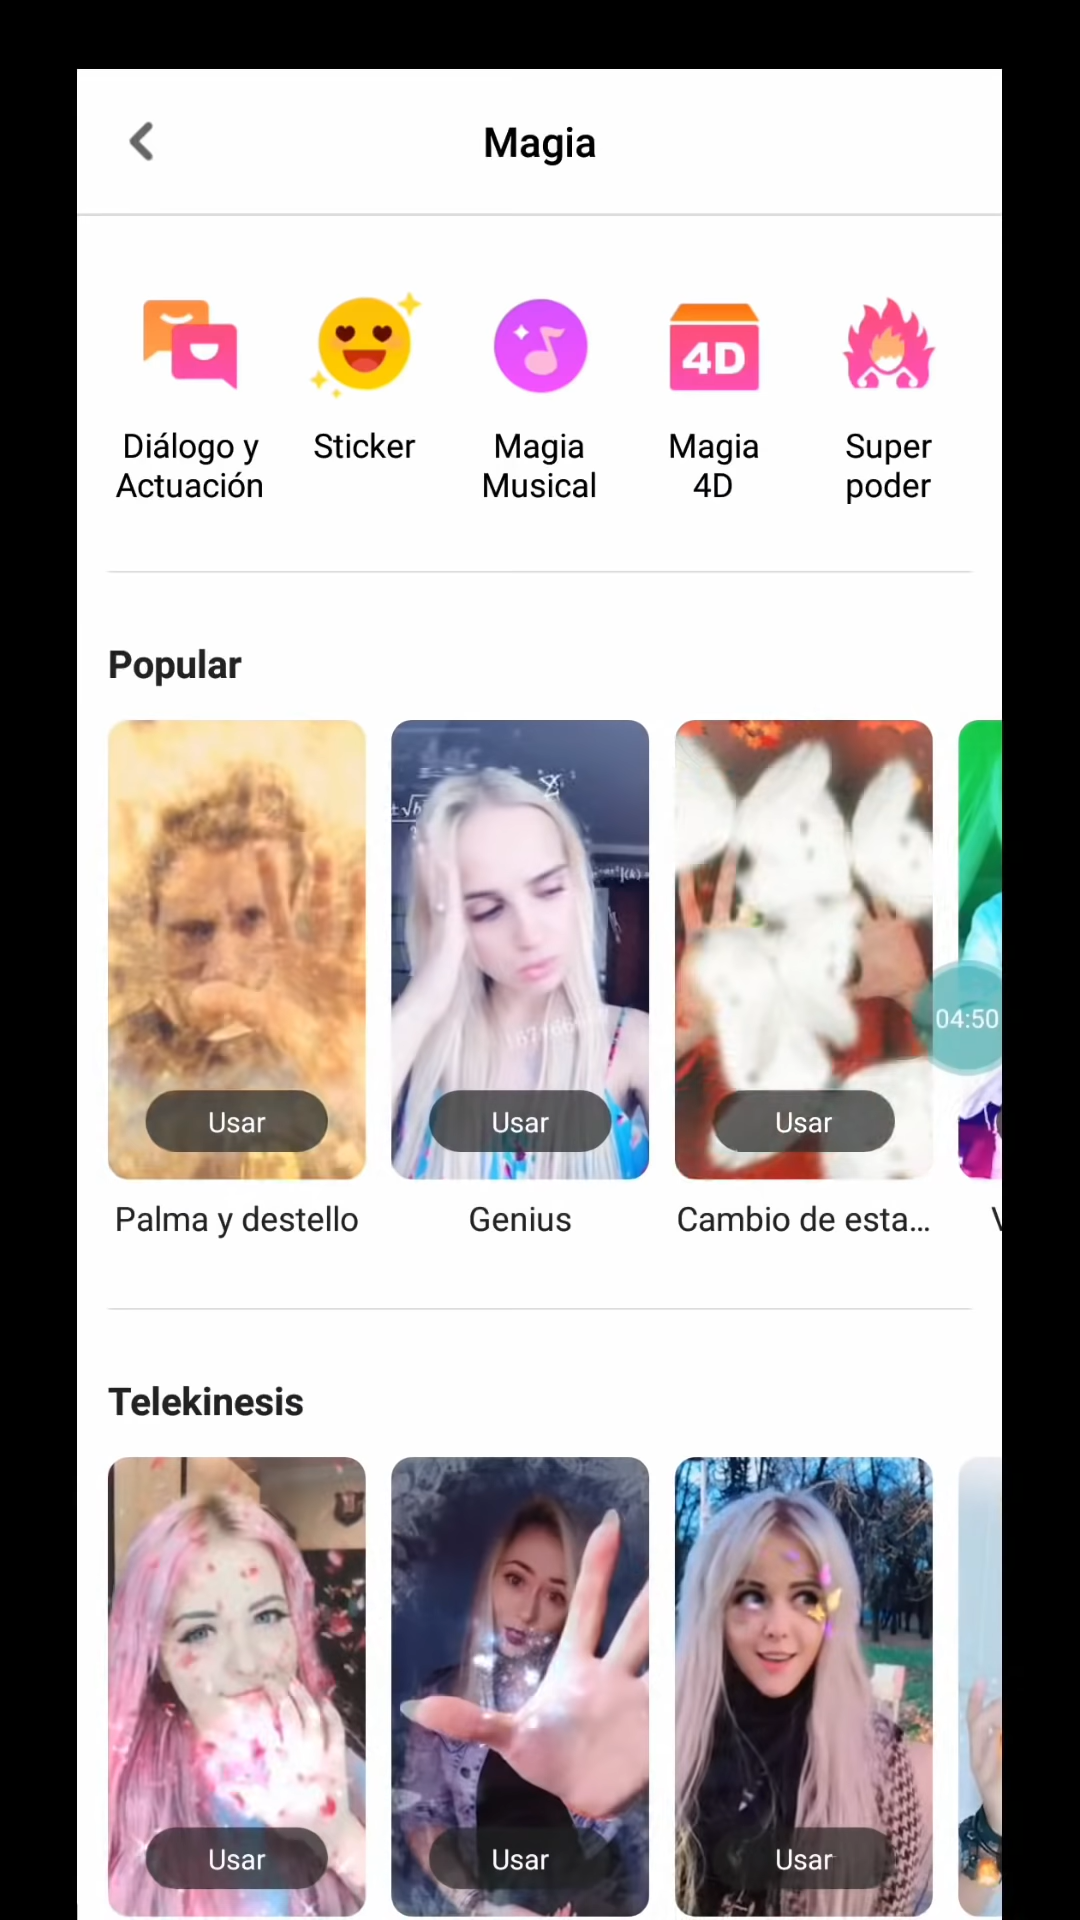 Magia
Diálogo y
Actuación
Sticker
Magia
Musical
4D
Magia
4D
Super
poder
Popular
Usar
Usar
Usar
04:50
Palma y destello
Genius
Cambio de esta...
Telekinesis
Usar
Usar
Usar